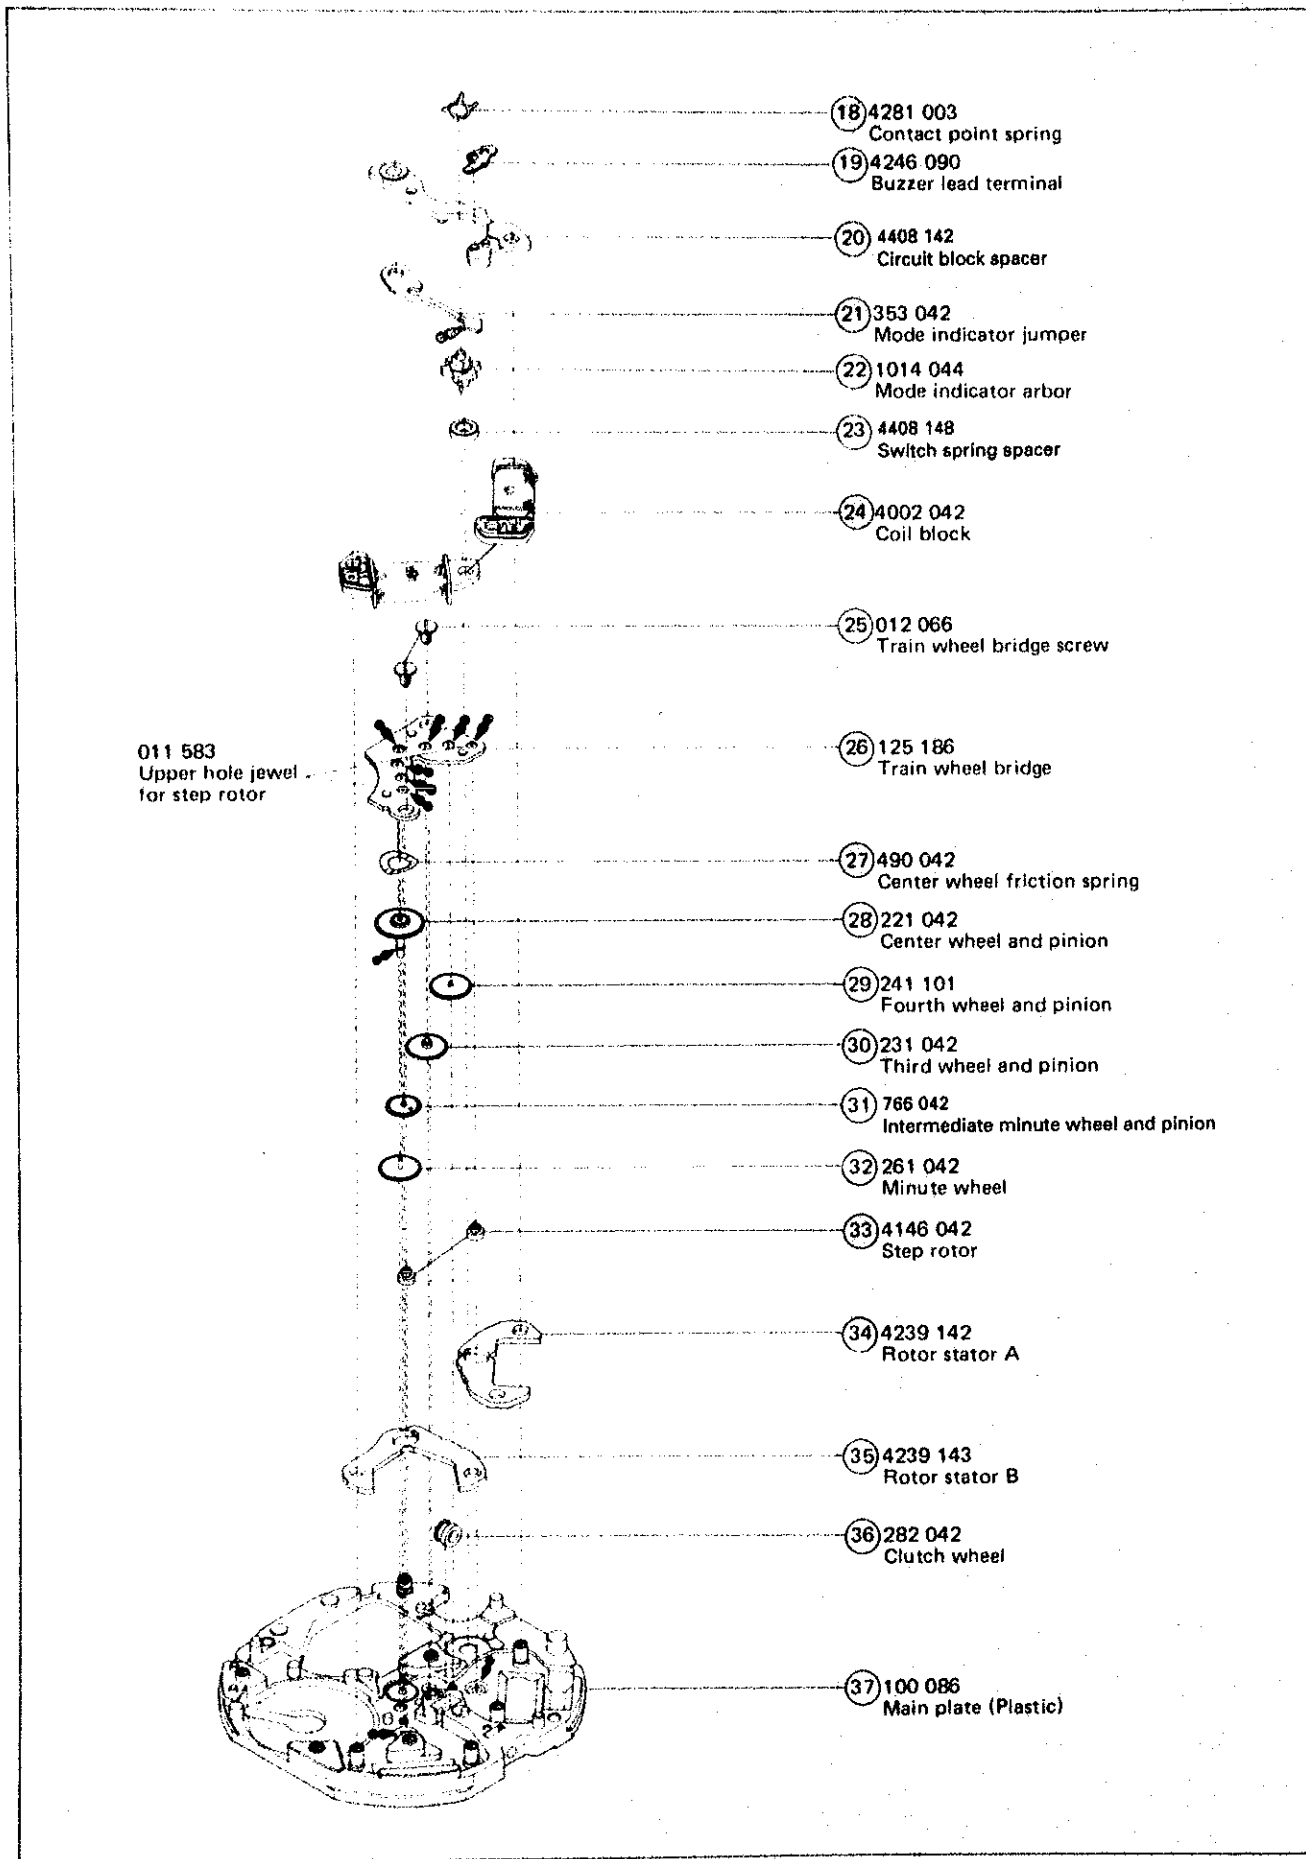 18 4281 003
Contact point spring
19 4246 090
Buzzer lead terminal
20 4408 142
Circuit block spacer
21 353 042
Mode indicator jumper
22 1014 044
Mode indicator arbor
23 4408 148
Switch spring spacer
24 4002 042
Coil block
25 012 066
Train wheel bridge screw
011 583
Upper hole jewel
for step rotor
26 125 186
Train wheel bridge
27 490 042
Center wheel friction spring
28 221 042
Center wheel and pinion
29 241 101
Fourth wheel and pinion
30 231 042
Third wheel and pinion
31 766 042
Intermediate minute wheel and pinion
32 261 042
Minute wheel
33 4146 042
Step rotor
34 4239 142
Rotor stator A
35 4239 143
Rotor stator B
36 282 042
Clutch wheel
37 100 086
Main plate (Plastic)